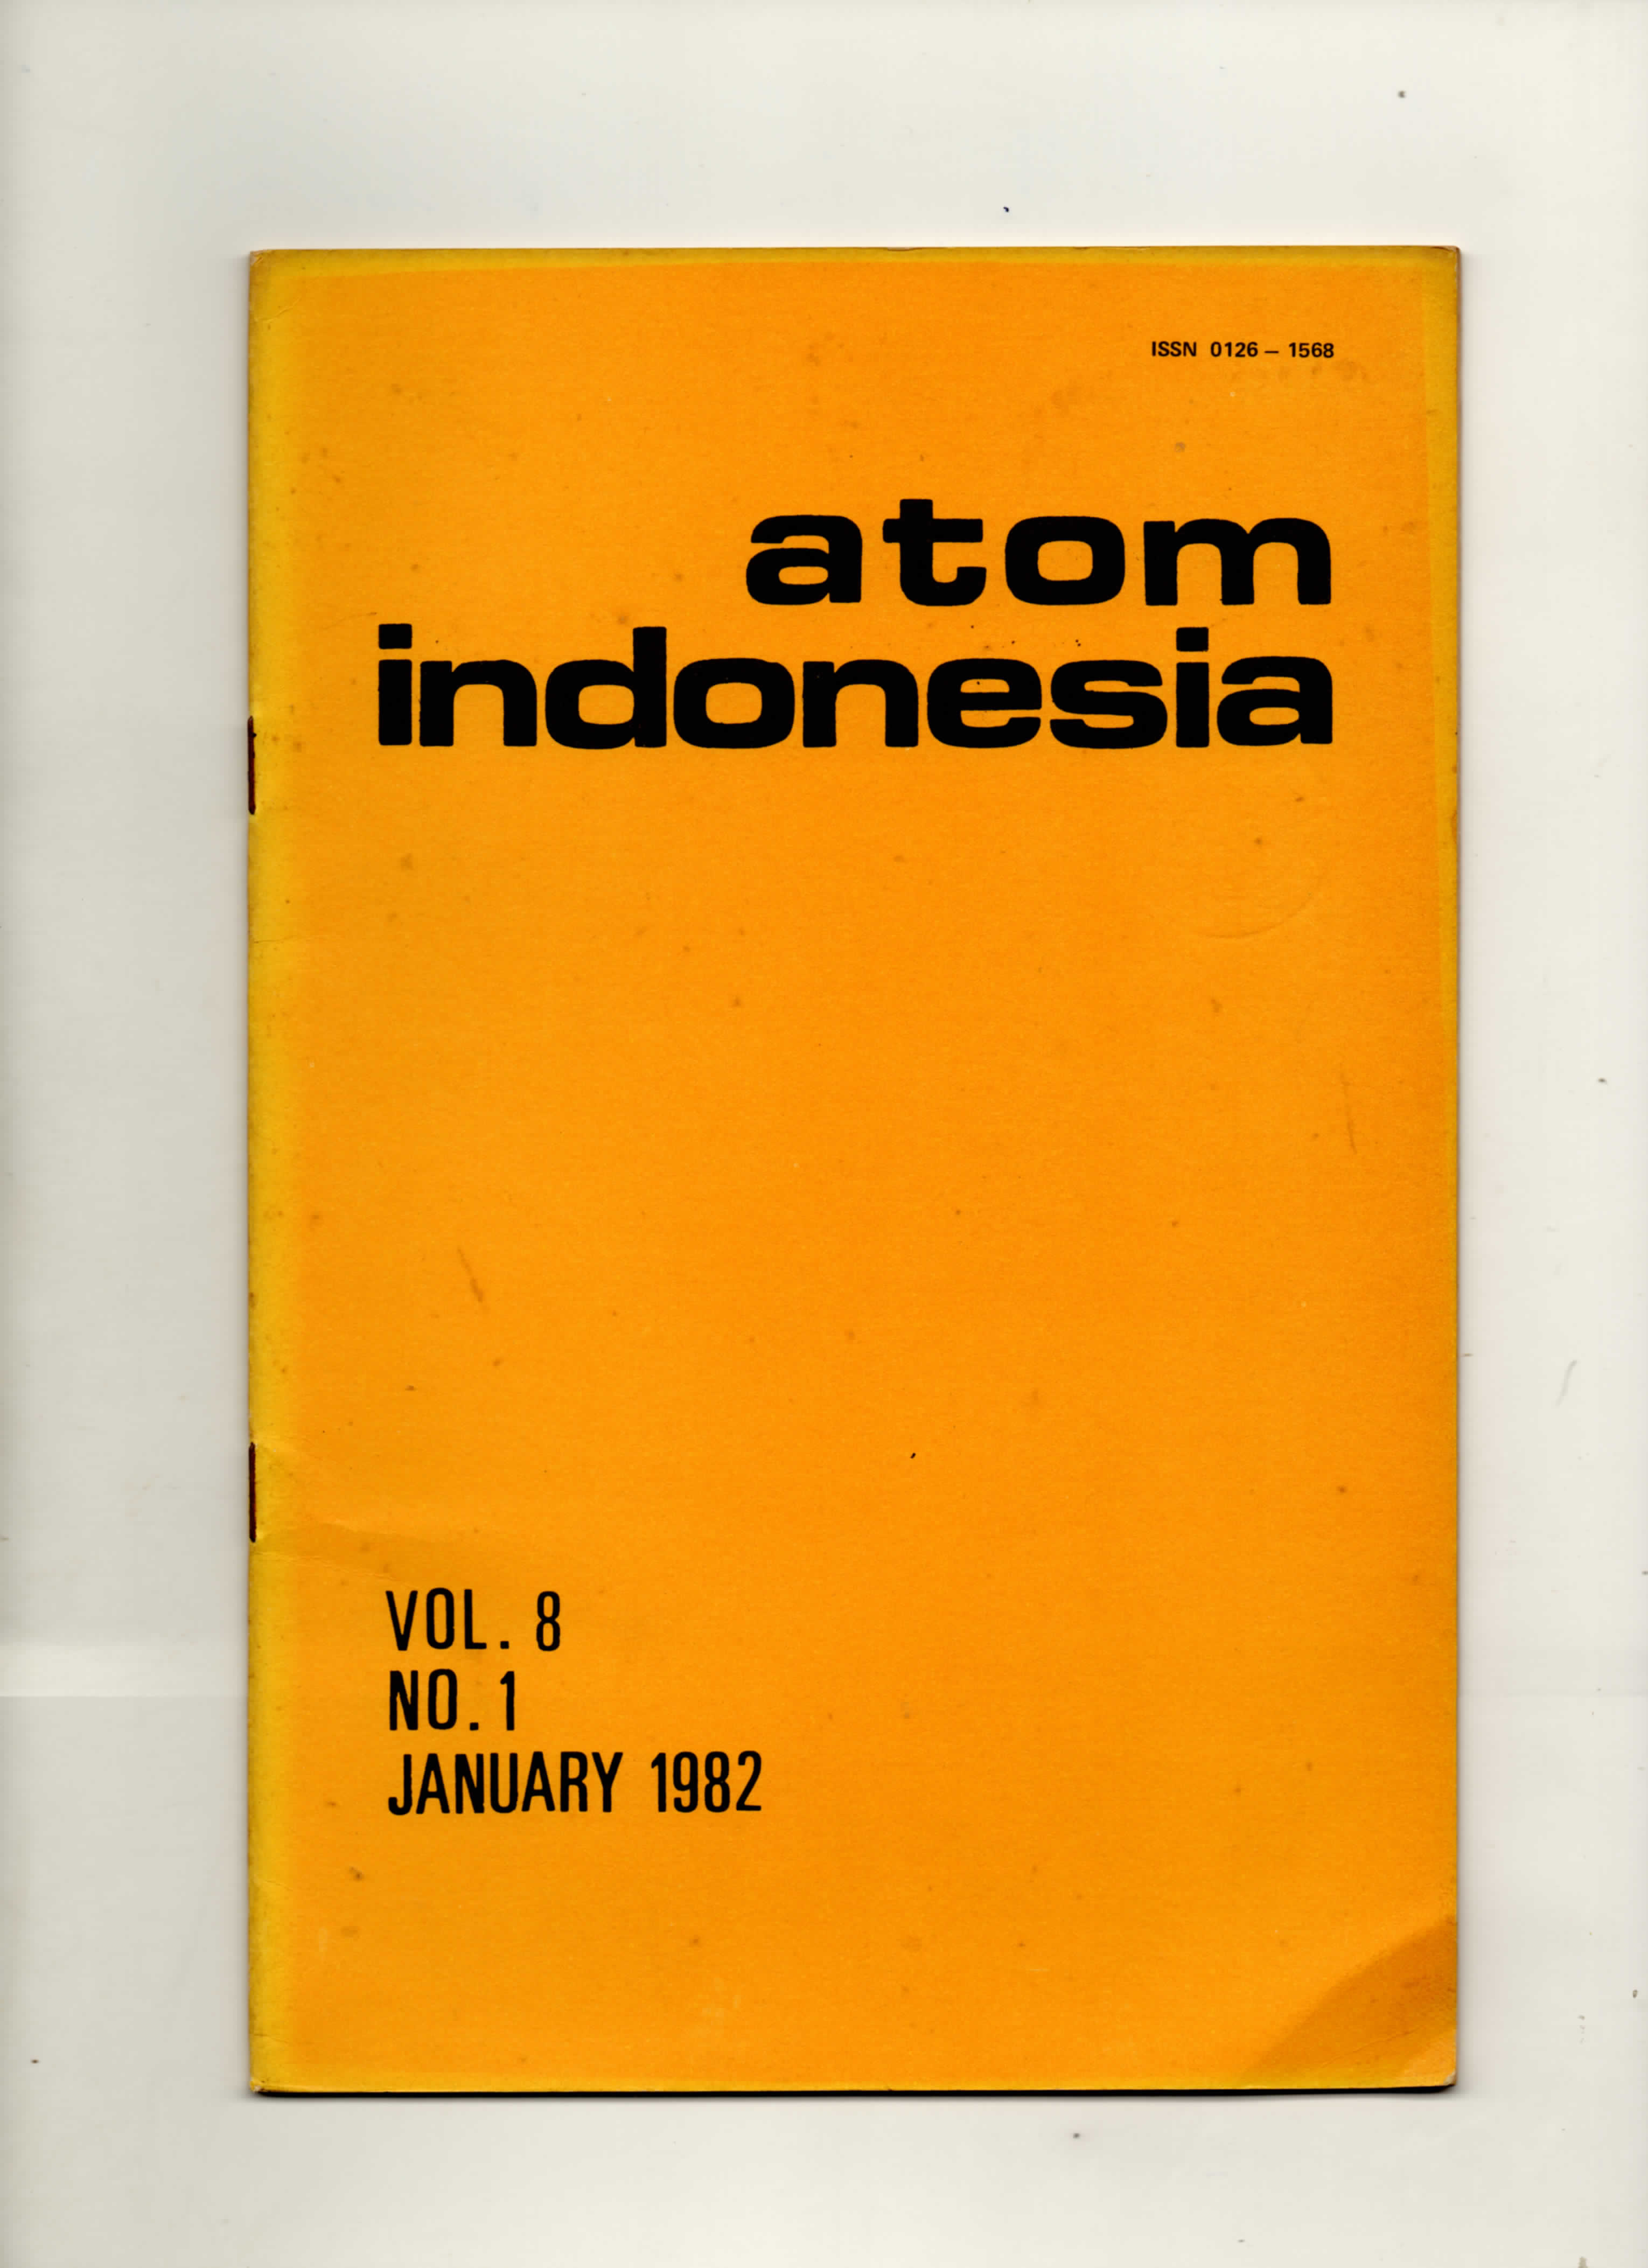 ISSN 0126 – 1568
atom
indonesia
VOL. 8
NO. 1
JANUARY 1982